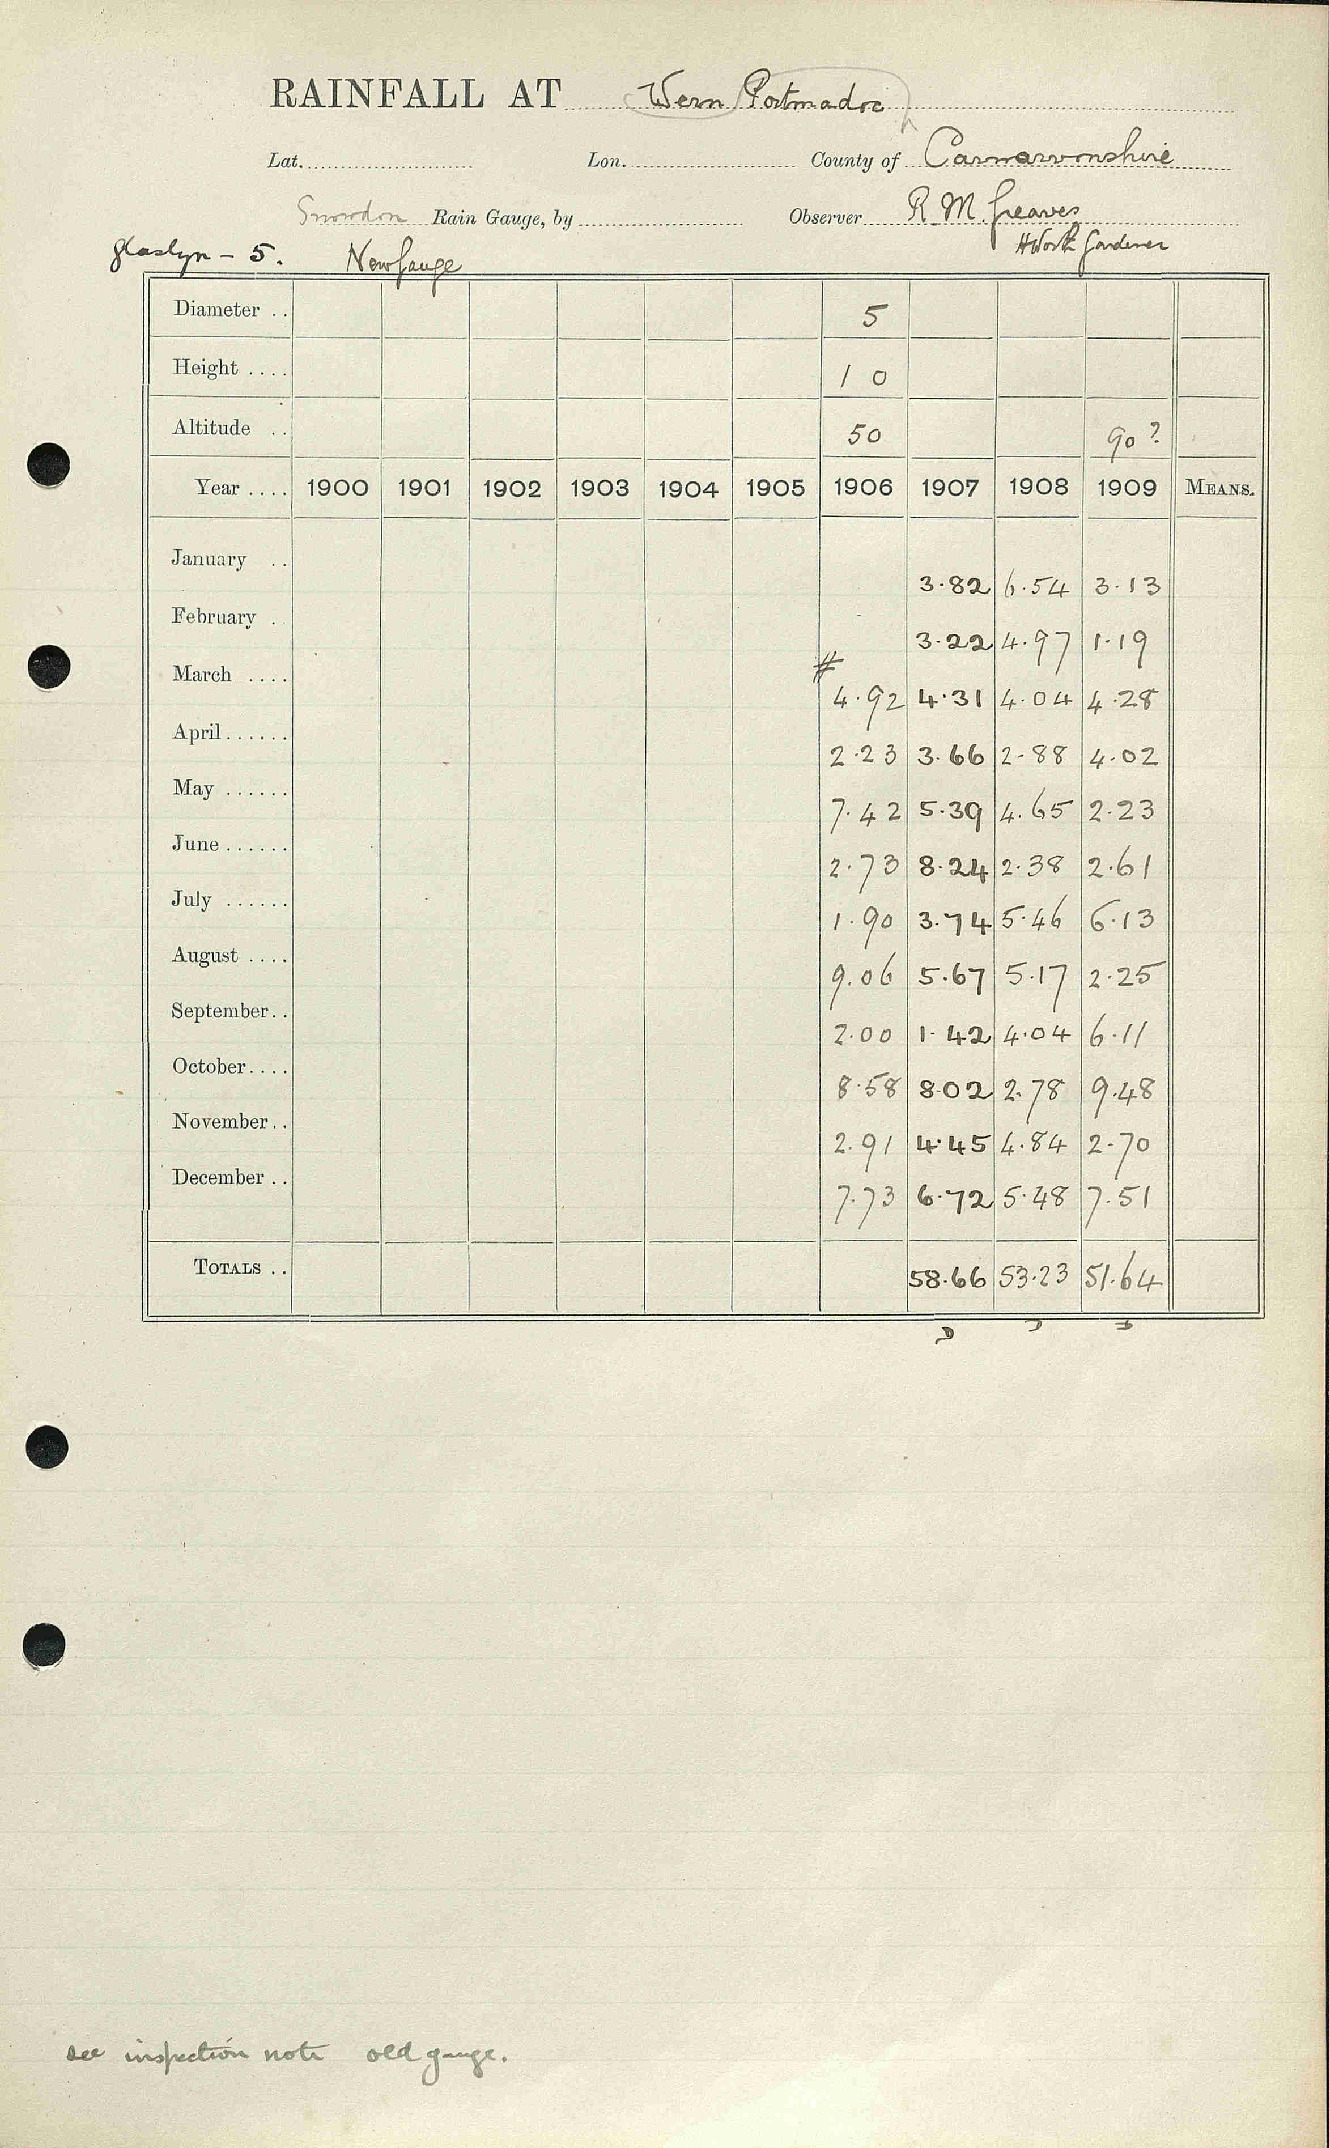 RAINFALL AT Wern Portmadoc
Lat. Lon. County of Carnarvonshire
Snowdon Rain Gauge, by Observer R M Greaves
Glaslyn - 5. New Gauge H Worth Gardener
Diameter .. 5
Height .... 1 0
Altitude .. 50 90?
Year .... 1900 1901 1902 1903 1904 1905 1906 1907 1908 1909 MEANS.
January .. 3.82 6.54 3.13
February . 3.22 4.97 1.19
March .... # 4.92 4.31 4.04 4.28
April ...... 2.23 3.66 2.88 4.02
May ...... 7.42 5.39 4.65 2.23
June ...... 2.73 8.24 2.38 2.61
July ...... 1.90 3.74 5.46 6.13
August .... 9.06 5.67 5.17 2.25
September.. 2.00 1.42 4.04 6.11
October.... 8.58 8.02 2.78 9.48
November.. 2.91 4.45 4.84 2.70
December .. 7.73 6.72 5.48 7.51
TOTALS .. 58.66 53.23 51.64
see inspection note old gauge.